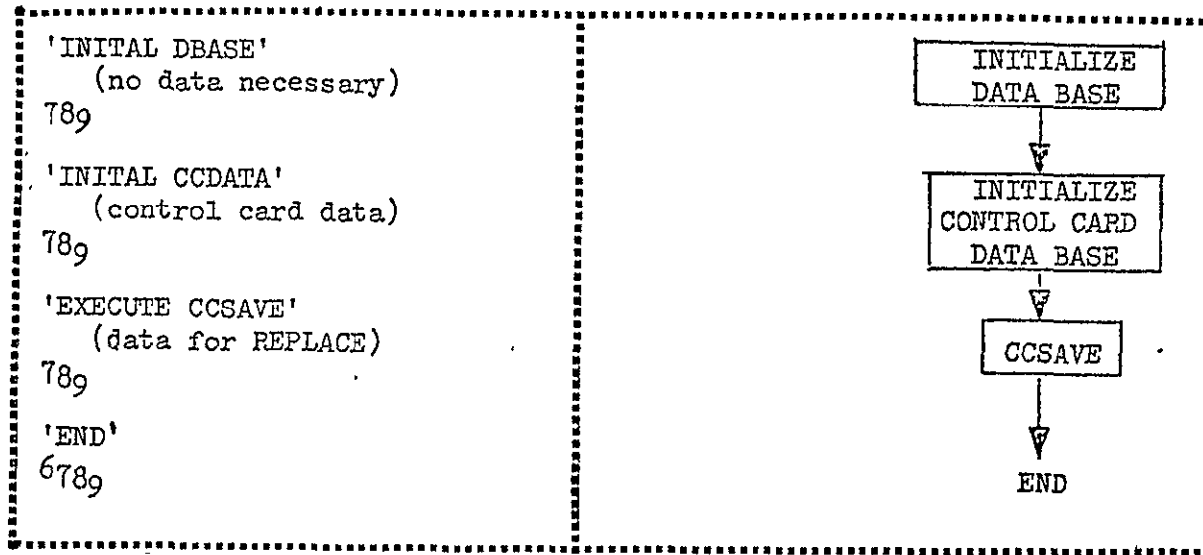 'INITAL DBASE'
(no data necessary)
789
'INITAL CCDATA'
(control card data)
789
'EXECUTE CCSAVE'
(data for REPLACE)
789
'END'
6789
INITIALIZE
DATA BASE
INITIALIZE
CONTROL CARD
DATA BASE
CCSAVE
END